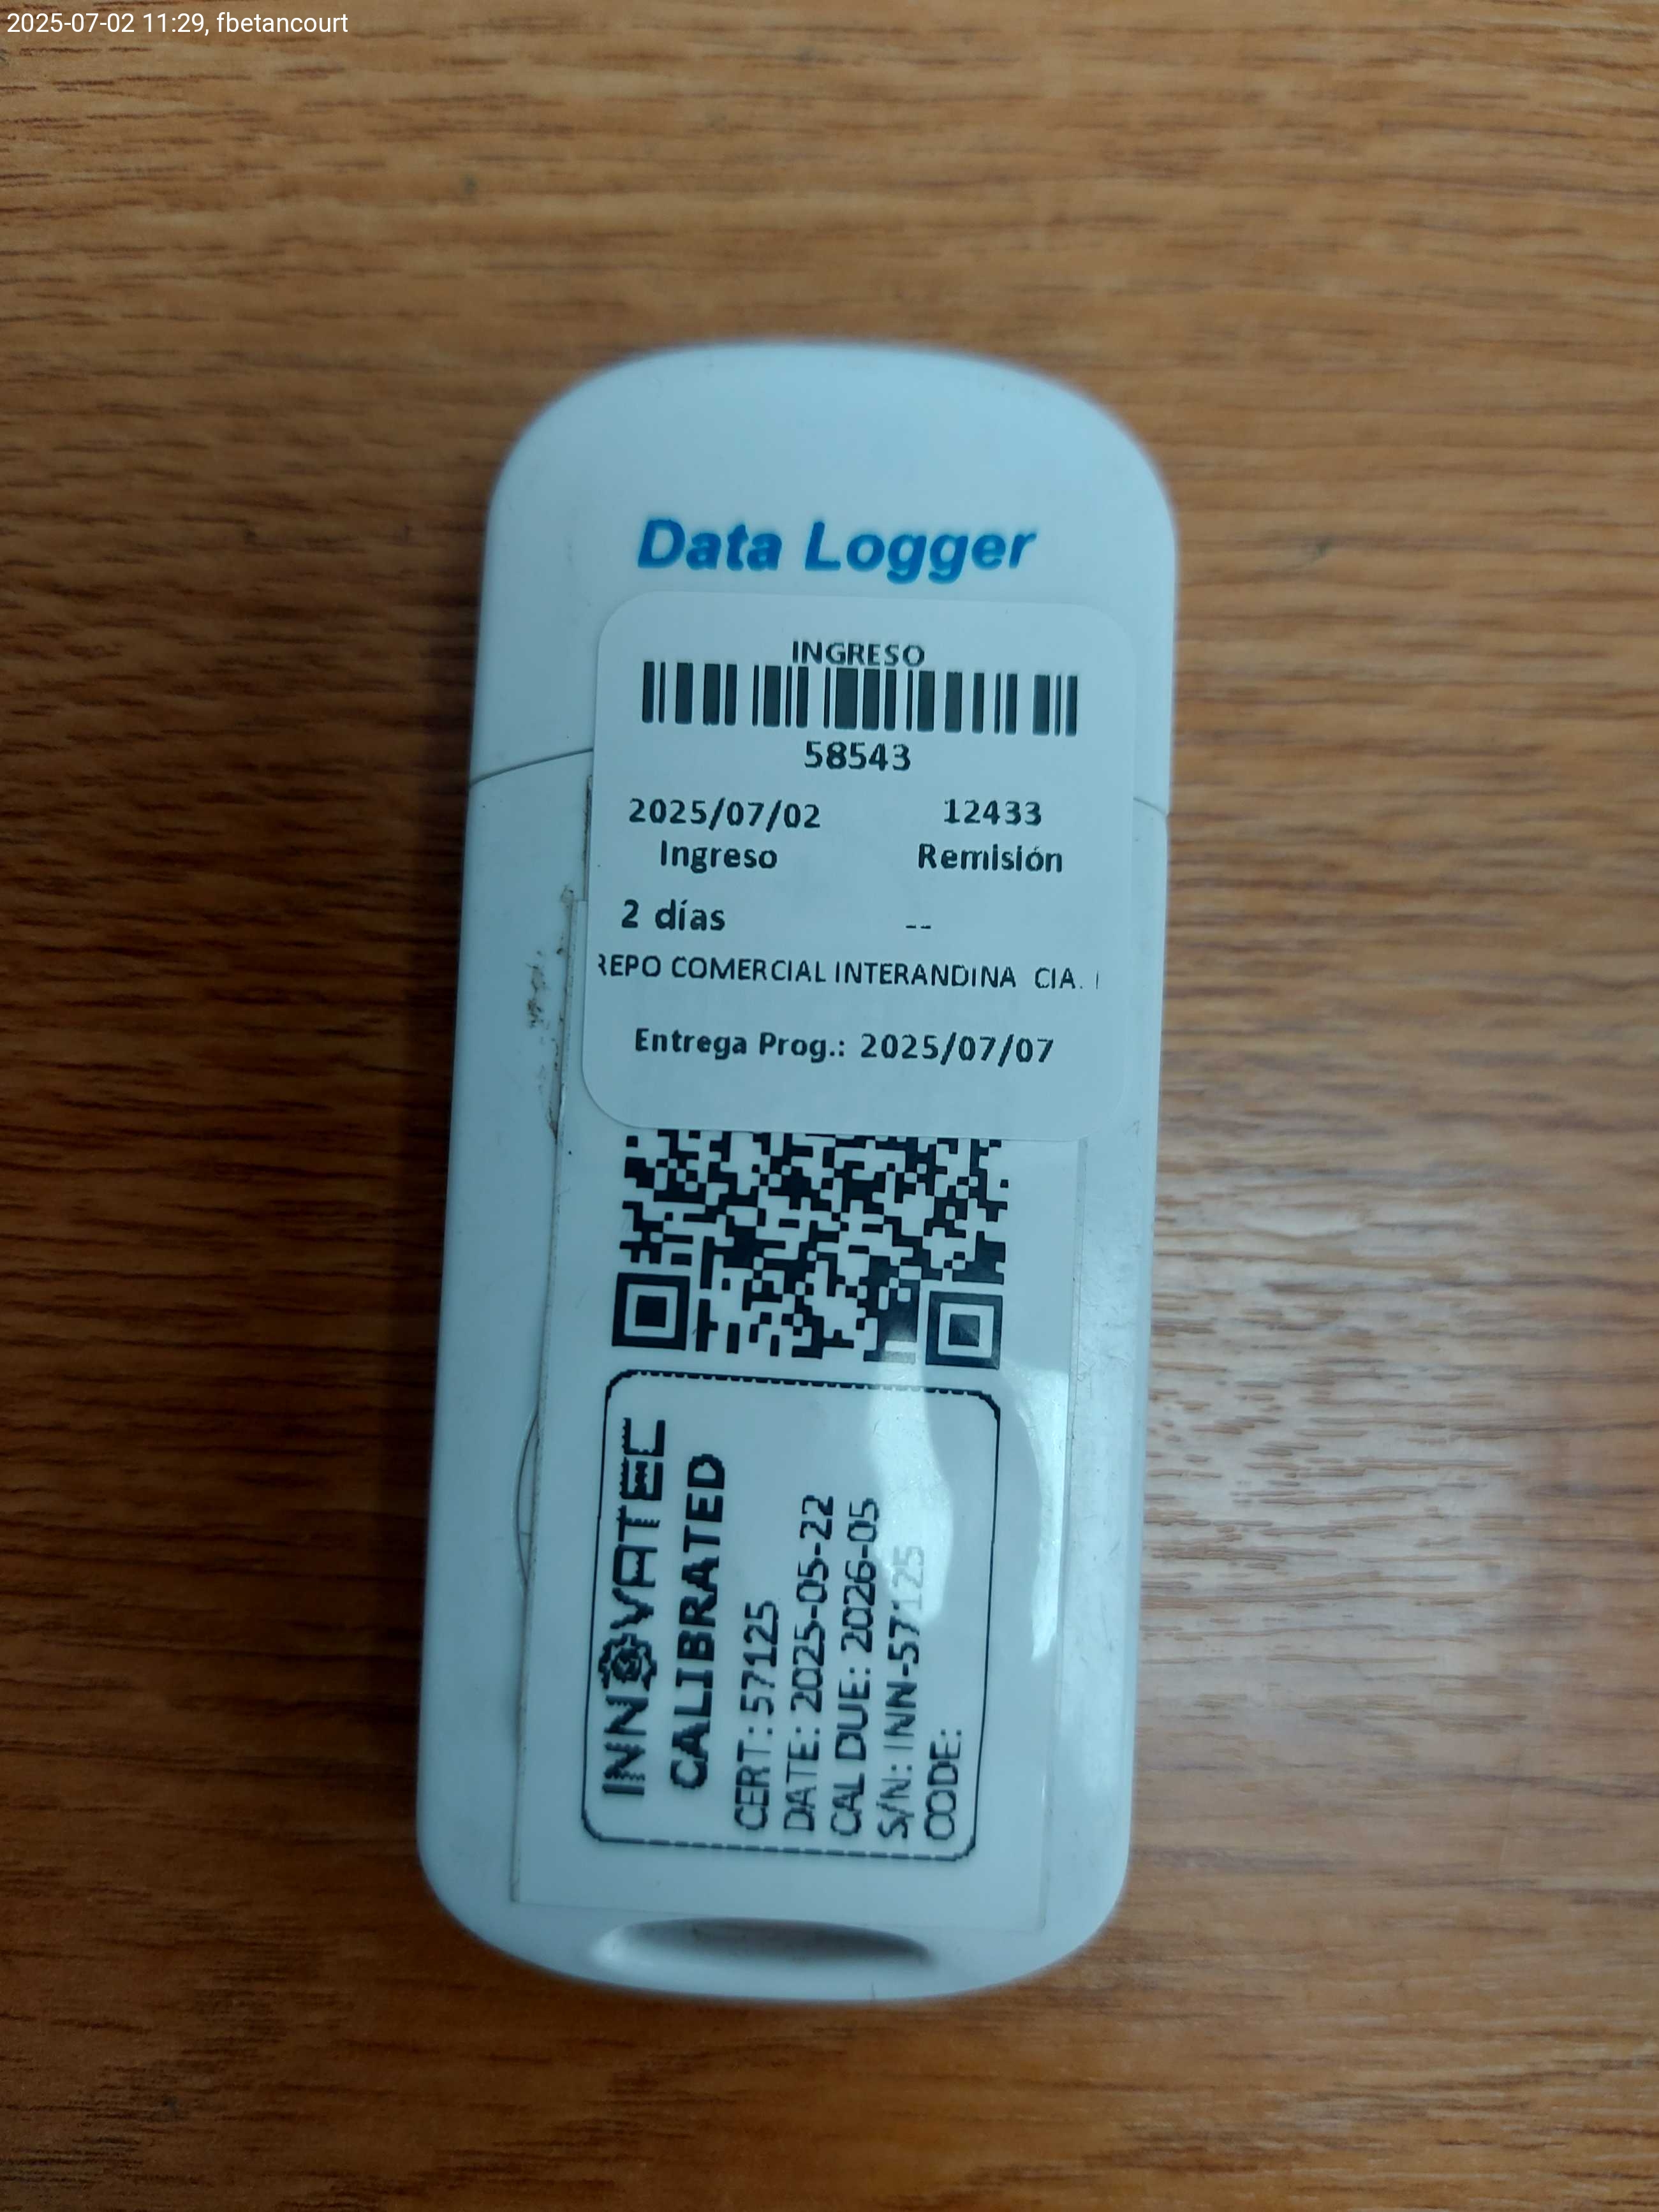 2025-07-02 11:29, fbetancourt
Data Logger
INGRESO
58543
2025/07/02 12433
Ingreso Remisión
2 días --
COMERCIAL INTERANDINA CIA.
Entrega Prog.: 2025/07/07
INNOVATEC
CALIBRATED
CERT: 57125
DATE: 2025-05-22
CAL DUE: 2026-05
S/N: INN-57125
CODE: